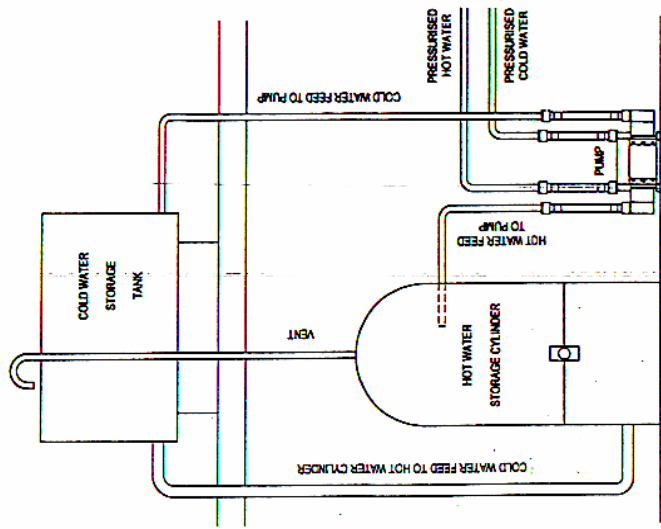 COLD WATER
STORAGE
TANK
VENT
COLD WATER FEED TO PUMP
PRESSURISED
HOT WATER
PRESSURISED
COLD WATER
PUMP
HOT WATER FEED
TO PUMP
HOT WATER
STORAGE CYLINDER
COLD WATER FEED TO HOT WATER CYLINDER